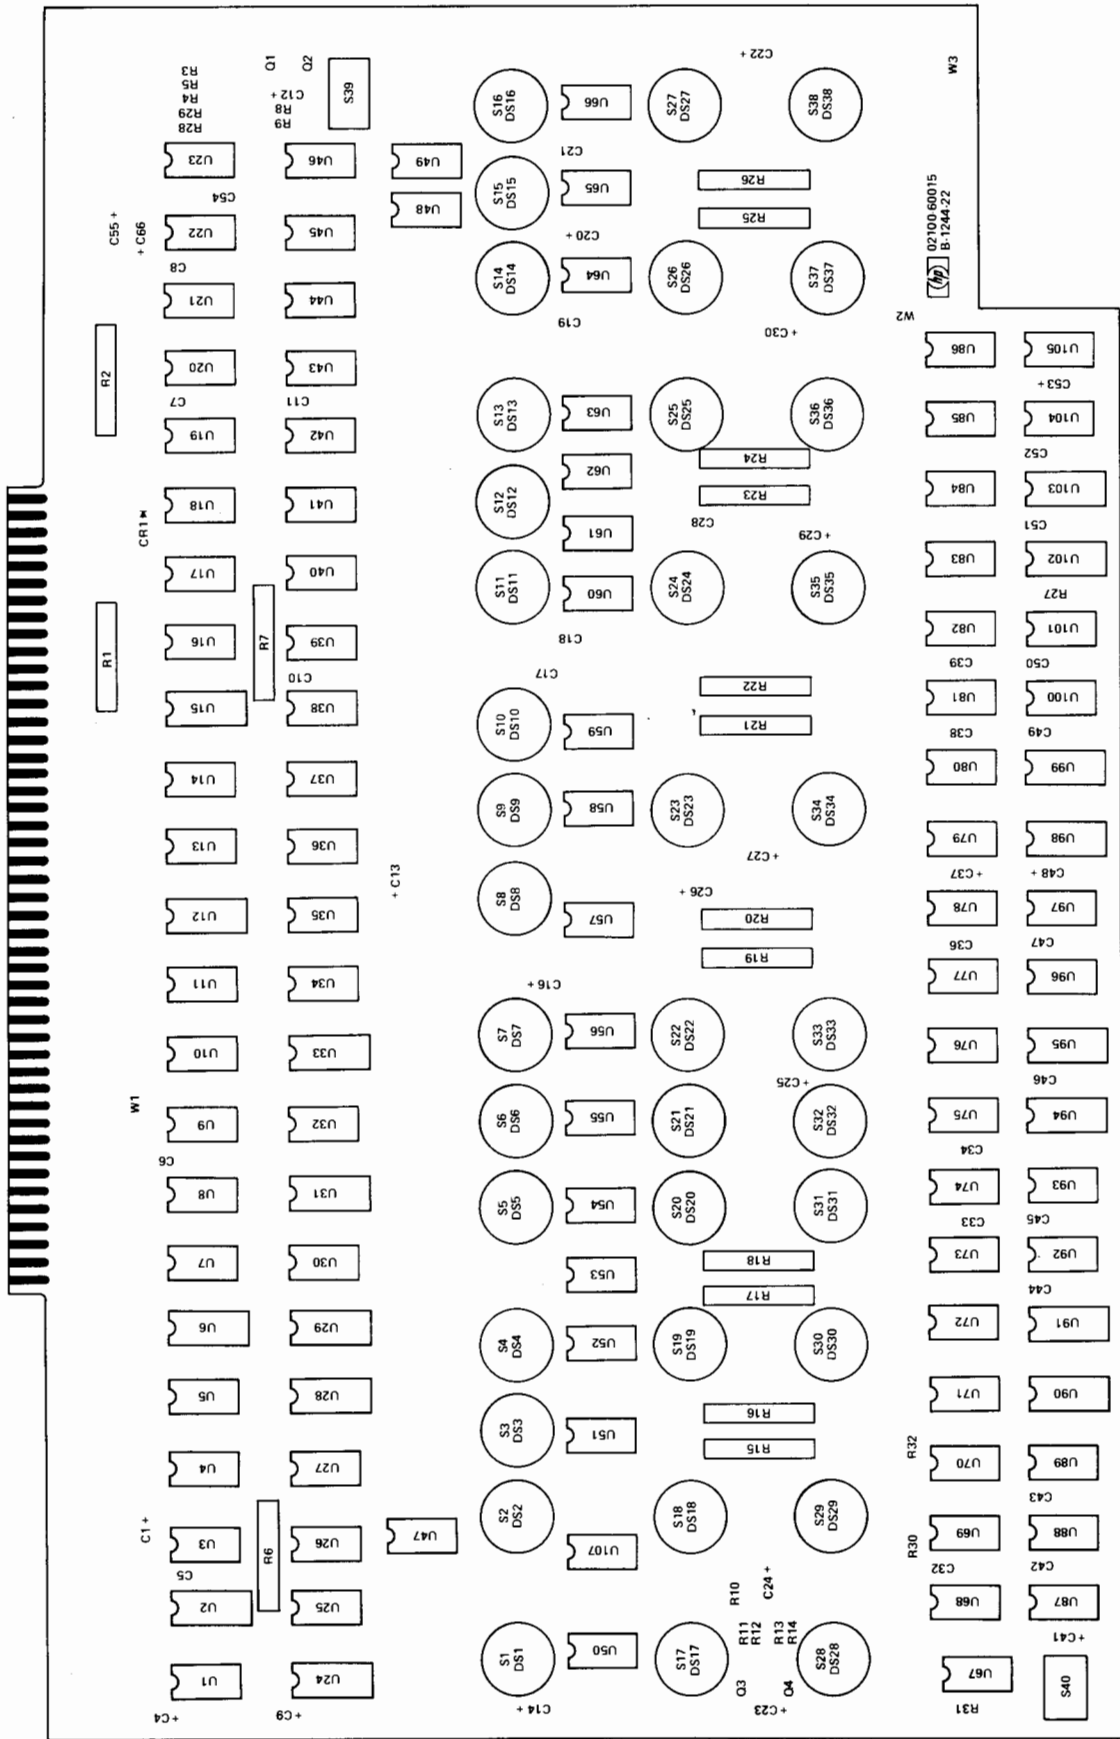 R3
R5
R4
R29
R28
Q1
Q2
C12 +
R8
R9
S39
U23
U46
U49
C54
U48
C55 +
+ C66
U22
U45
C8
U21
U44
R2
U20
U43
C7
C11
U19
U42
CR1*
U18
U41
U17
U40
R1
R7
U16
U39
C10
U15
U38
U14
U37
U13
U36
+ C13
U12
U35
U11
U34
U10
U33
W1
U9
U32
C6
U8
U31
U7
U30
U6
U29
U5
U28
U4
U27
C1 +
U3
R6
U26
U47
C5
U2
U25
U1
U24
C4 +
C9 +
S16
DS16
U66
S27
DS27
C22 +
S38
DS38
W3
C21
S15
DS15
U65
R26
R25
C20 +
S14
DS14
U64
S26
DS26
S37
DS37
hp 02100-60015
B-1244-22
C19
C30 +
W2
S13
DS13
U63
S25
DS25
S36
DS36
U62
R24
R23
S12
DS12
U61
C28
C29 +
S11
DS11
U60
S24
DS24
S35
DS35
C18
C17
R22
R21
S10
DS10
U59
S9
DS9
U58
S23
DS23
S34
DS34
C27 +
S8
DS8
U57
C26 +
R20
R19
C16 +
S7
DS7
U56
S22
DS22
S33
DS33
C25 +
S6
DS6
U55
S21
DS21
S32
DS32
S5
DS5
U54
S20
DS20
S31
DS31
U53
R18
R17
S4
DS4
U52
S19
DS19
S30
DS30
S3
DS3
U51
R16
R15
S2
DS2
U107
S18
DS18
S29
DS29
R10
C24 +
R11
R12
R13
R14
S1
DS1
U50
S17
DS17
S28
DS28
Q3
Q4
C14 +
C23 +
U86
U105
C53 +
U85
U104
C52
U84
U103
C51
U83
U102
R27
U82
U101
C39
C50
U81
U100
C38
C49
U80
U99
U79
U98
C37 +
C48 +
U78
U97
C36
C47
U77
U96
U76
U95
C46
U75
U94
C34
U74
U93
C33
C45
U73
U92
C44
U72
U91
U71
U90
R32
U70
U89
C43
R30
U69
U88
C32
C42
U68
U87
+ C41
U67
R31
S40